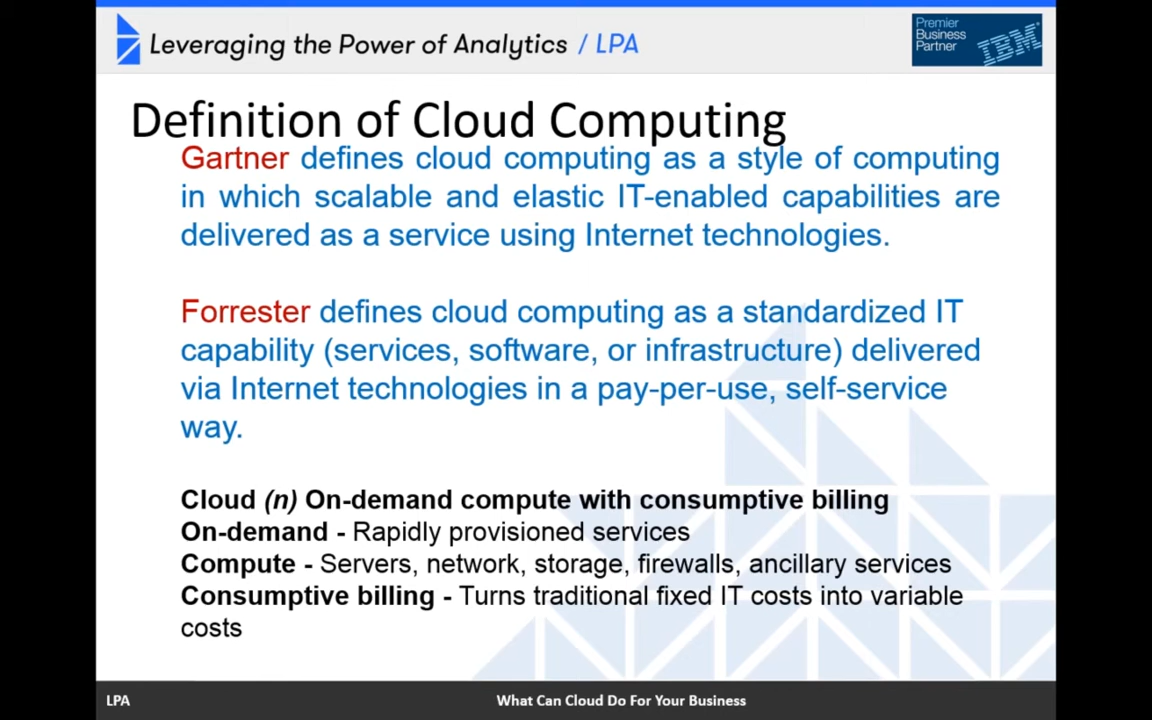 Leveraging the Power of Analytics / LPA
Premier
Business
Partner
IBM
Definition of Cloud Computing
Gartner defines cloud computing as a style of computing
in which scalable and elastic IT-enabled capabilities are
delivered as a service using Internet technologies.
Forrester defines cloud computing as a standardized IT
capability (services, software, or infrastructure) delivered
via Internet technologies in a pay-per-use, self-service
way.
Cloud (n) On-demand compute with consumptive billing
On-demand - Rapidly provisioned services
Compute - Servers, network, storage, firewalls, ancillary services
Consumptive billing - Turns traditional fixed IT costs into variable
costs
LPA
What Can Cloud Do For Your Business